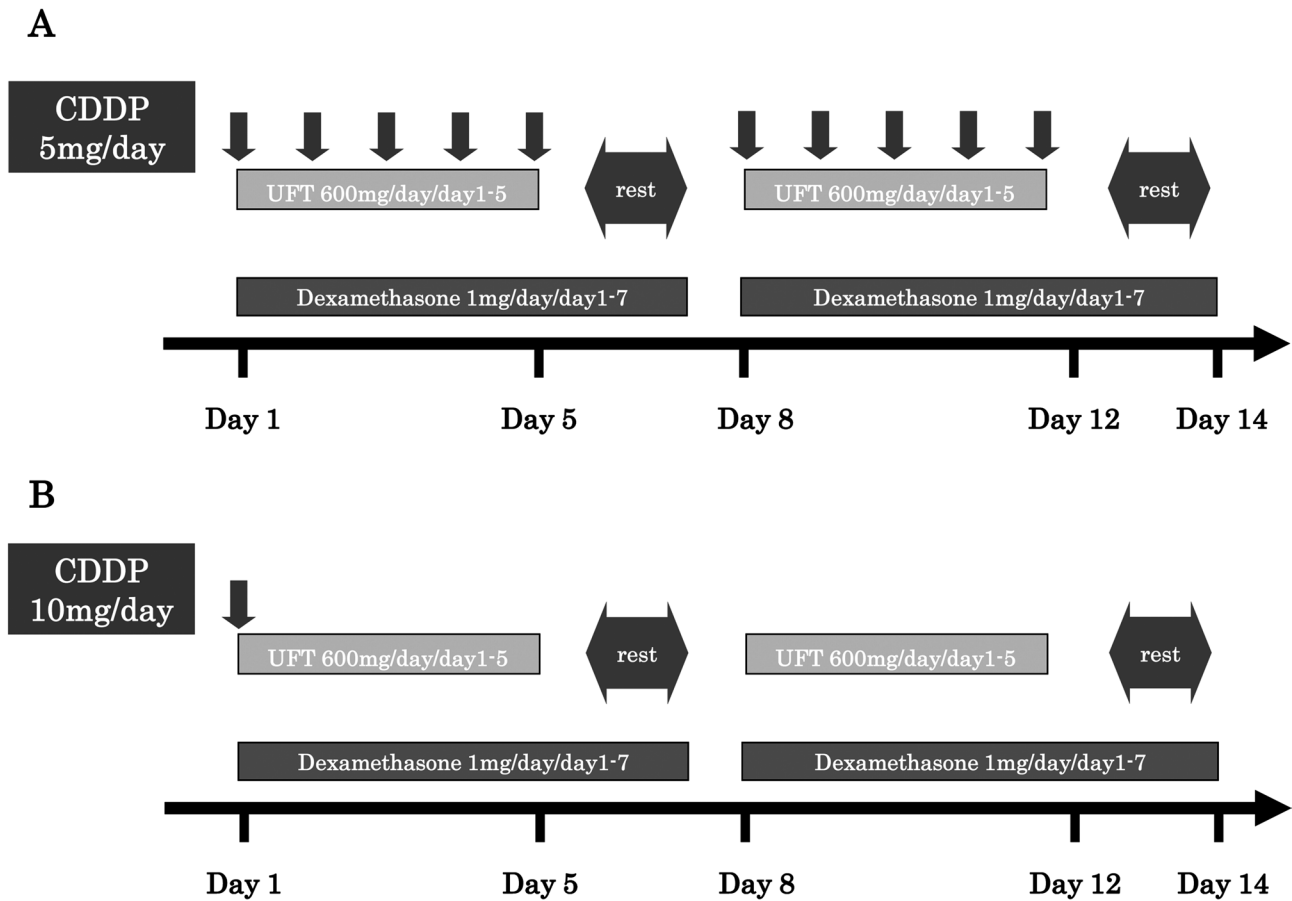 A
CDDP
5mg/day
UFT 600mg/day/day1-5
rest
UFT 600mg/day/day1-5
rest
Dexamethasone 1mg/day/day1-7
Dexamethasone 1mg/day/day1-7
Day 1
Day 5
Day 8
Day 12
Day 14
B
CDDP
10mg/day
UFT 600mg/day/day1-5
rest
UFT 600mg/day/day1-5
rest
Dexamethasone 1mg/day/day1-7
Dexamethasone 1mg/day/day1-7
Day 1
Day 5
Day 8
Day 12
Day 14